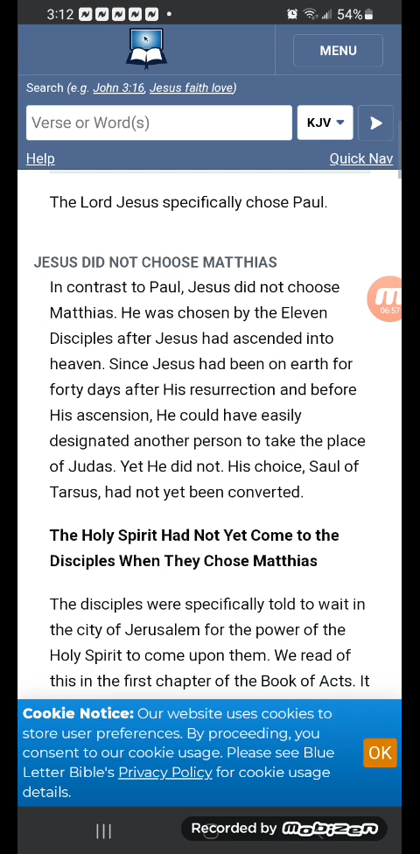 3:12
54%
MENU
Search (e.g. John 3:16, Jesus faith love)
Verse or Word(s)
KJV
Help
Quick Nav
The Lord Jesus specifically chose Paul.
JESUS DID NOT CHOOSE MATTHIAS
In contrast to Paul, Jesus did not choose
Matthias. He was chosen by the Eleven
Disciples after Jesus had ascended into
heaven. Since Jesus had been on earth for
forty days after His resurrection and before
His ascension, He could have easily
designated another person to take the place
of Judas. Yet He did not. His choice, Saul of
Tarsus, had not yet been converted.
06:57
The Holy Spirit Had Not Yet Come to the
Disciples When They Chose Matthias
The disciples were specifically told to wait in
the city of Jerusalem for the power of the
Holy Spirit to come upon them. We read of
this in the first chapter of the Book of Acts. It
Cookie Notice: Our website uses cookies to
store user preferences. By proceeding, you
consent to our cookie usage. Please see Blue
Letter Bible's Privacy Policy for cookie usage
details.
OK
Recorded by mobizen